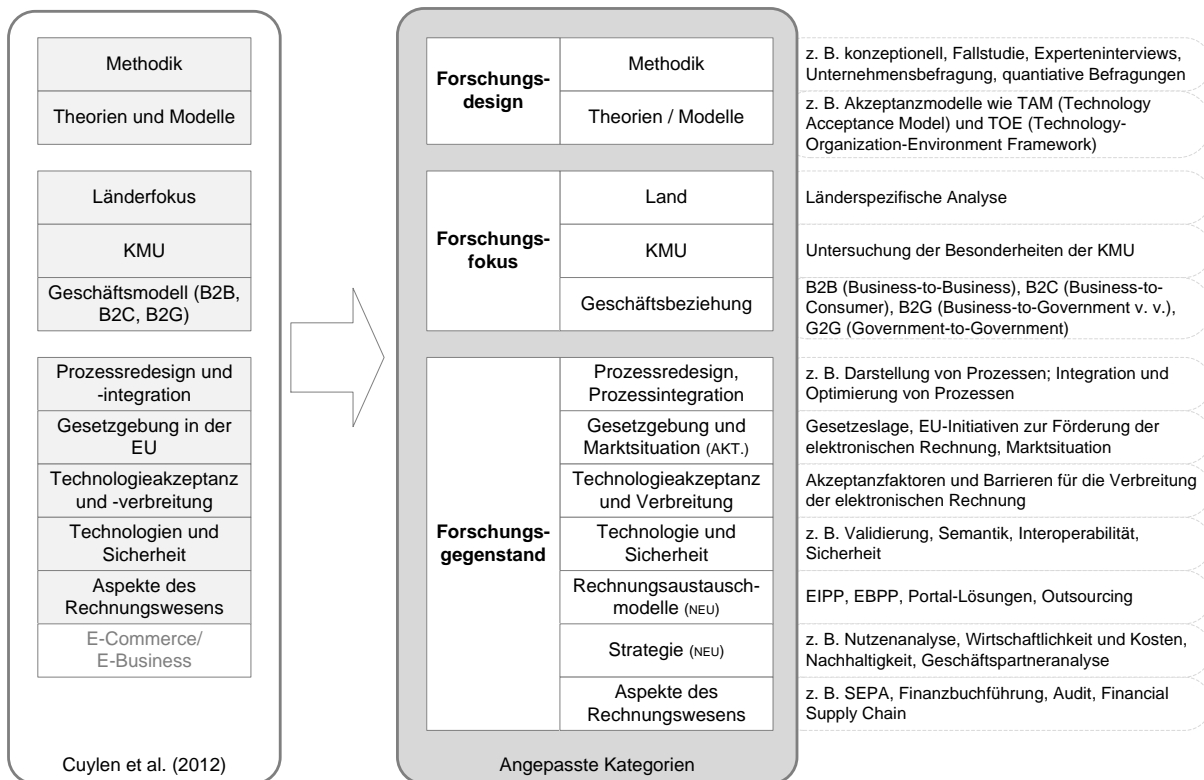 Methodik
Theorien und Modelle
Länderfokus
KMU
Geschäftsmodell (B2B,
B2C, B2G)
Prozessredesign und
-integration
Gesetzgebung in der
EU
Technologieakzeptanz
und -verbreitung
Technologien und
Sicherheit
Aspekte des
Rechnungswesens
E-Commerce/
E-Business
Cuylen et al. (2012)
Forschungs-
design
Methodik
z. B. konzeptionell, Fallstudie, Experteninterviews,
Unternehmensbefragung, quantiative Befragungen
Theorien / Modelle
z. B. Akzeptanzmodelle wie TAM (Technology
Acceptance Model) und TOE (Technology-
Organization-Environment Framework)
Forschungs-
fokus
Land
Länderspezifische Analyse
KMU
Untersuchung der Besonderheiten der KMU
Geschäftsbeziehung
B2B (Business-to-Business), B2C (Business-to-
Consumer), B2G (Business-to-Government v. v.),
G2G (Government-to-Government)
Forschungs-
gegenstand
Prozessredesign,
Prozessintegration
z. B. Darstellung von Prozessen; Integration und
Optimierung von Prozessen
Gesetzgebung und
Marktsituation (AKT.)
Gesetzeslage, EU-Initiativen zur Förderung der
elektronischen Rechnung, Marktsituation
Technologieakzeptanz
und Verbreitung
Akzeptanzfaktoren und Barrieren für die Verbreitung
der elektronischen Rechnung
Technologie und
Sicherheit
z. B. Validierung, Semantik, Interoperabilität,
Sicherheit
Rechnungsaustausch-
modelle (NEU)
EIPP, EBPP, Portal-Lösungen, Outsourcing
Strategie (NEU)
z. B. Nutzenanalyse, Wirtschaftlichkeit und Kosten,
Nachhaltigkeit, Geschäftspartneranalyse
Aspekte des
Rechnungswesens
z. B. SEPA, Finanzbuchführung, Audit, Financial
Supply Chain
Angepasste Kategorien